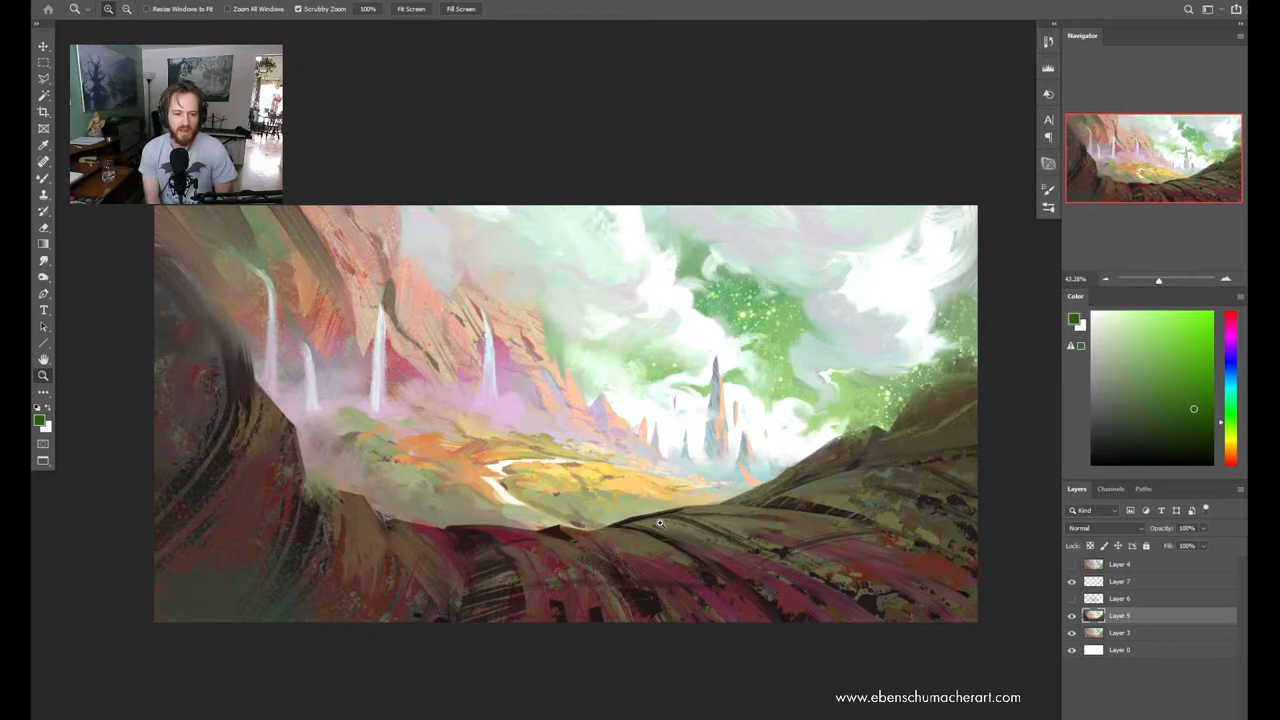 Resize Windows to Fit Zoom All Windows Scrubby Zoom 100% Fit Screen Fill Screen
Navigator
43.28%
Color
Layers Channels Paths
Kind
Normal Opacity: 100%
Lock: Fill: 100%
Layer 4
Layer 7
Layer 6
Layer 5
Layer 3
Layer 0
www.ebenschumacherart.com